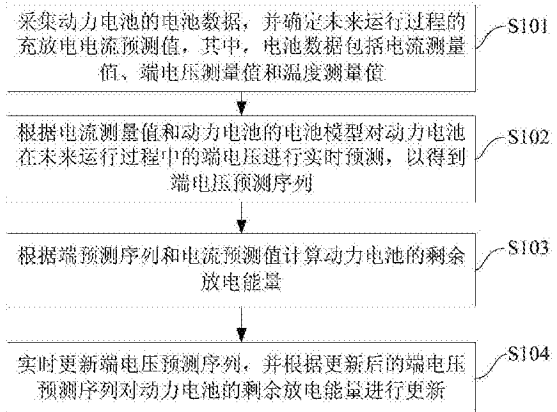 采集动力电池的电池数据，并确定未来运行过程的
充放电电流预测值，其中，电池数据包括电流测量
值、端电压测量值和温度测量值
S101
根据电流测量值和动力电池的电池模型对动力电池
在未来运行过程中的端电压进行实时预测，以得到
端电压预测序列
S102
根据端预测序列和电流预测值计算动力电池的剩余
放电能量
S103
实时更新端电压预测序列，并根据更新后的端电压
预测序列对动力电池的剩余放电能量进行更新
S104